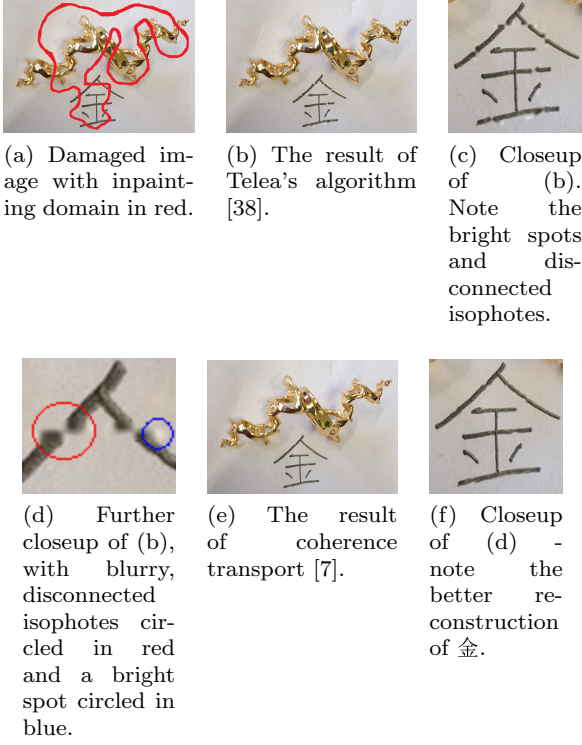 金
(a) Damaged im-
age with inpaint-
ing domain in red.
金
(b) The result of
Telea's algorithm
[38].
金
(c) Closeup
of (b).
Note the
bright spots
and dis-
connected
isophotes.
(d) Further
closeup of (b),
with blurry,
disconnected
isophotes cir-
cled in red
and a bright
spot circled in
blue.
金
(e) The result
of coherence
transport [7].
金
(f) Closeup
of (d) -
note the
better re-
construction
of 金.